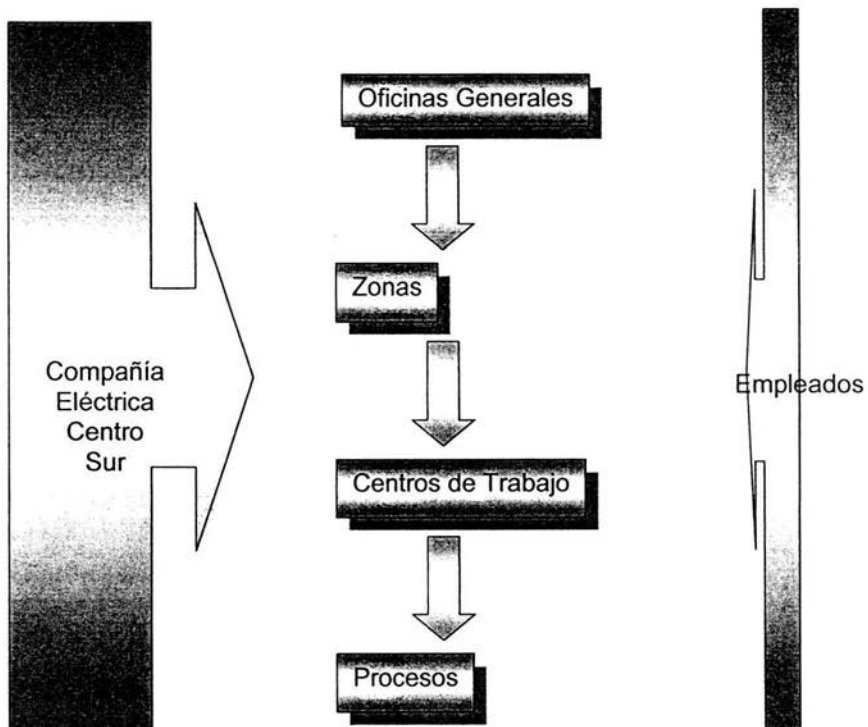 Oficinas Generales
Zonas
Compañía
Eléctrica
Centro
Sur
Empleados
Centros de Trabajo
Procesos